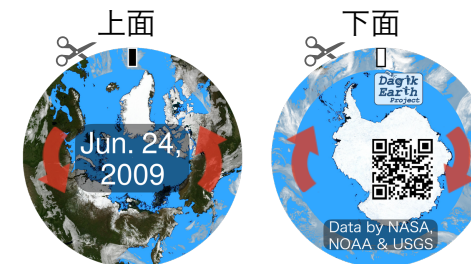 上面
下面
Jun. 24,
2009
Dagik
Earth
Project
Data by NASA,
NOAA & USGS